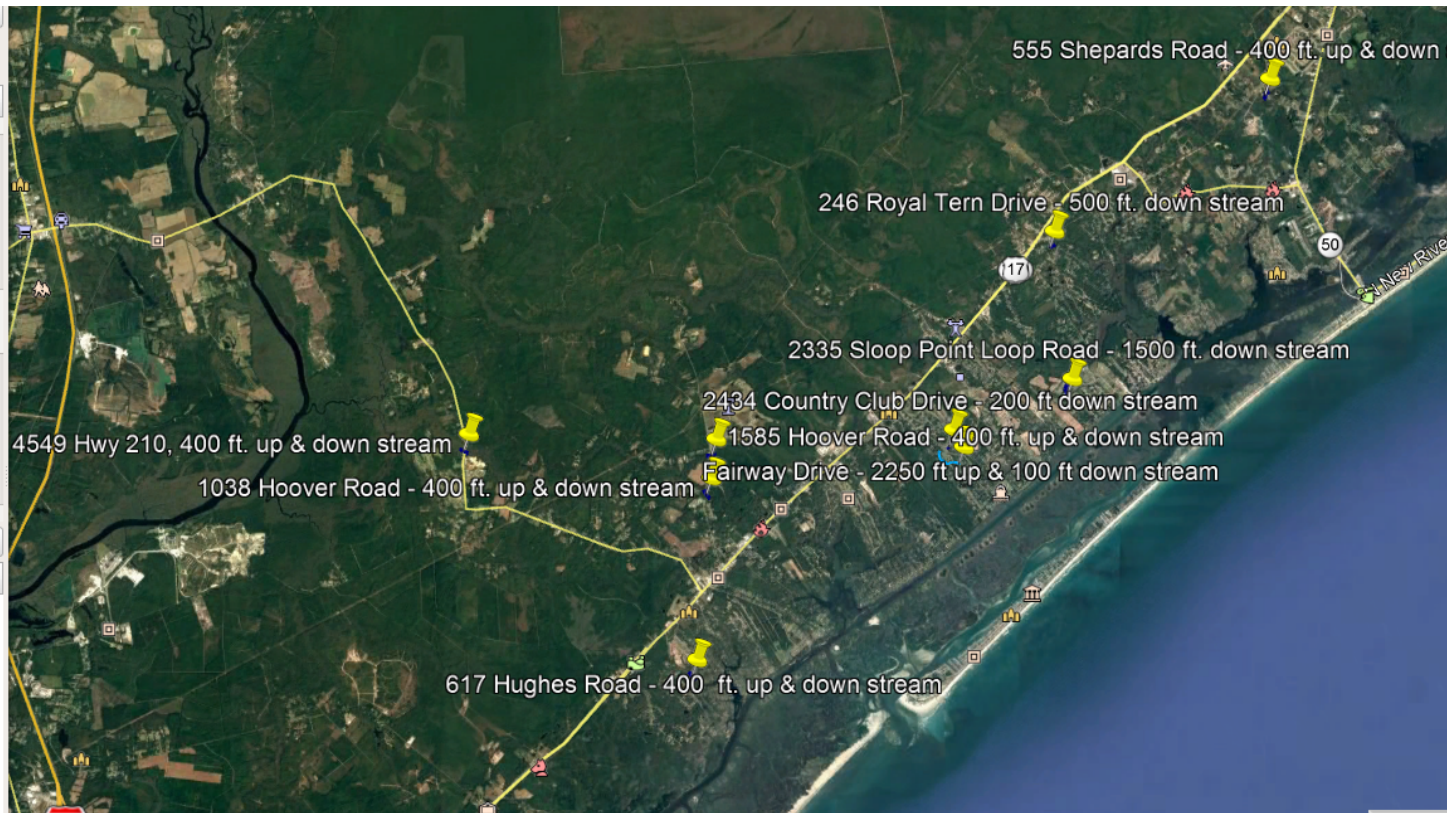 555 Shepards Road - 400 ft. up & down
246 Royal Tern Drive - 500 ft. down stream
50
17
N New Rive
2335 Sloop Point Loop Road - 1500 ft. down stream
2434 Country Club Drive - 200 ft down stream
1585 Hoover Road - 400 ft. up & down stream
4549 Hwy 210, 400 ft. up & down stream
Fairway Drive - 2250 ft up & 100 ft down stream
1038 Hoover Road - 400 ft. up & down stream
617 Hughes Road - 400 ft. up & down stream